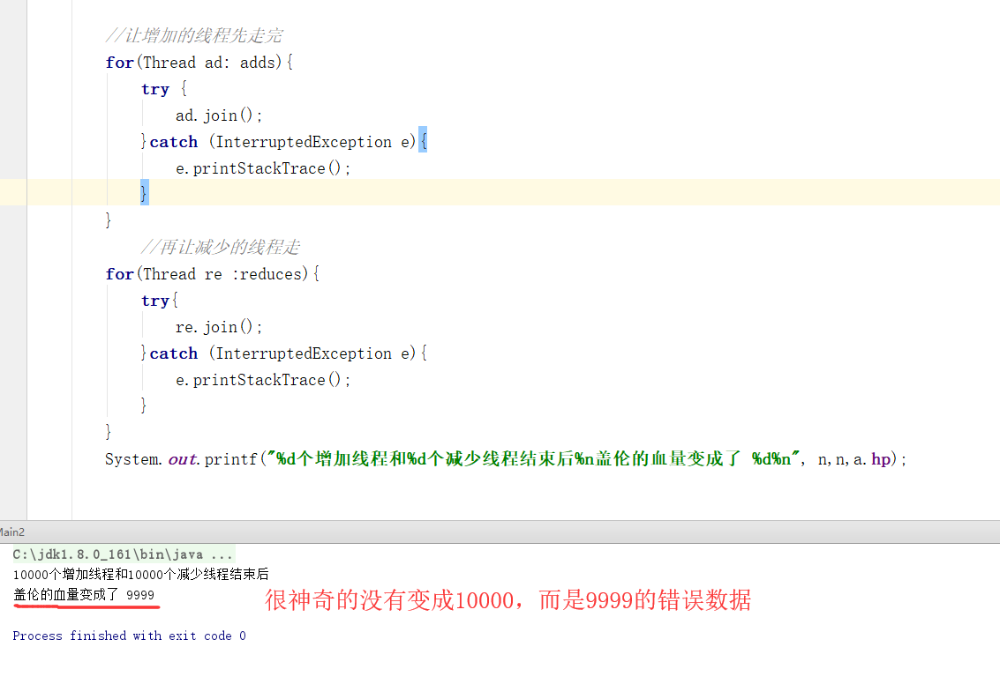 //让增加的线程先走完
for(Thread ad: adds){
try {
ad.join();
}catch (InterruptedException e){
e.printStackTrace();
}
}
//再让减少的线程走
for(Thread re :reduces){
try{
re.join();
}catch (InterruptedException e){
e.printStackTrace();
}
}
System.out.printf("%d个增加线程和%d个减少线程结束后%n盖伦的血量变成了 %d%n", n,n,a.hp);
Main2
C:\jdk1.8.0_161\bin\java ...
10000个增加线程和10000个减少线程结束后
盖伦的血量变成了 9999
很神奇的没有变成10000，而是9999的错误数据
Process finished with exit code 0